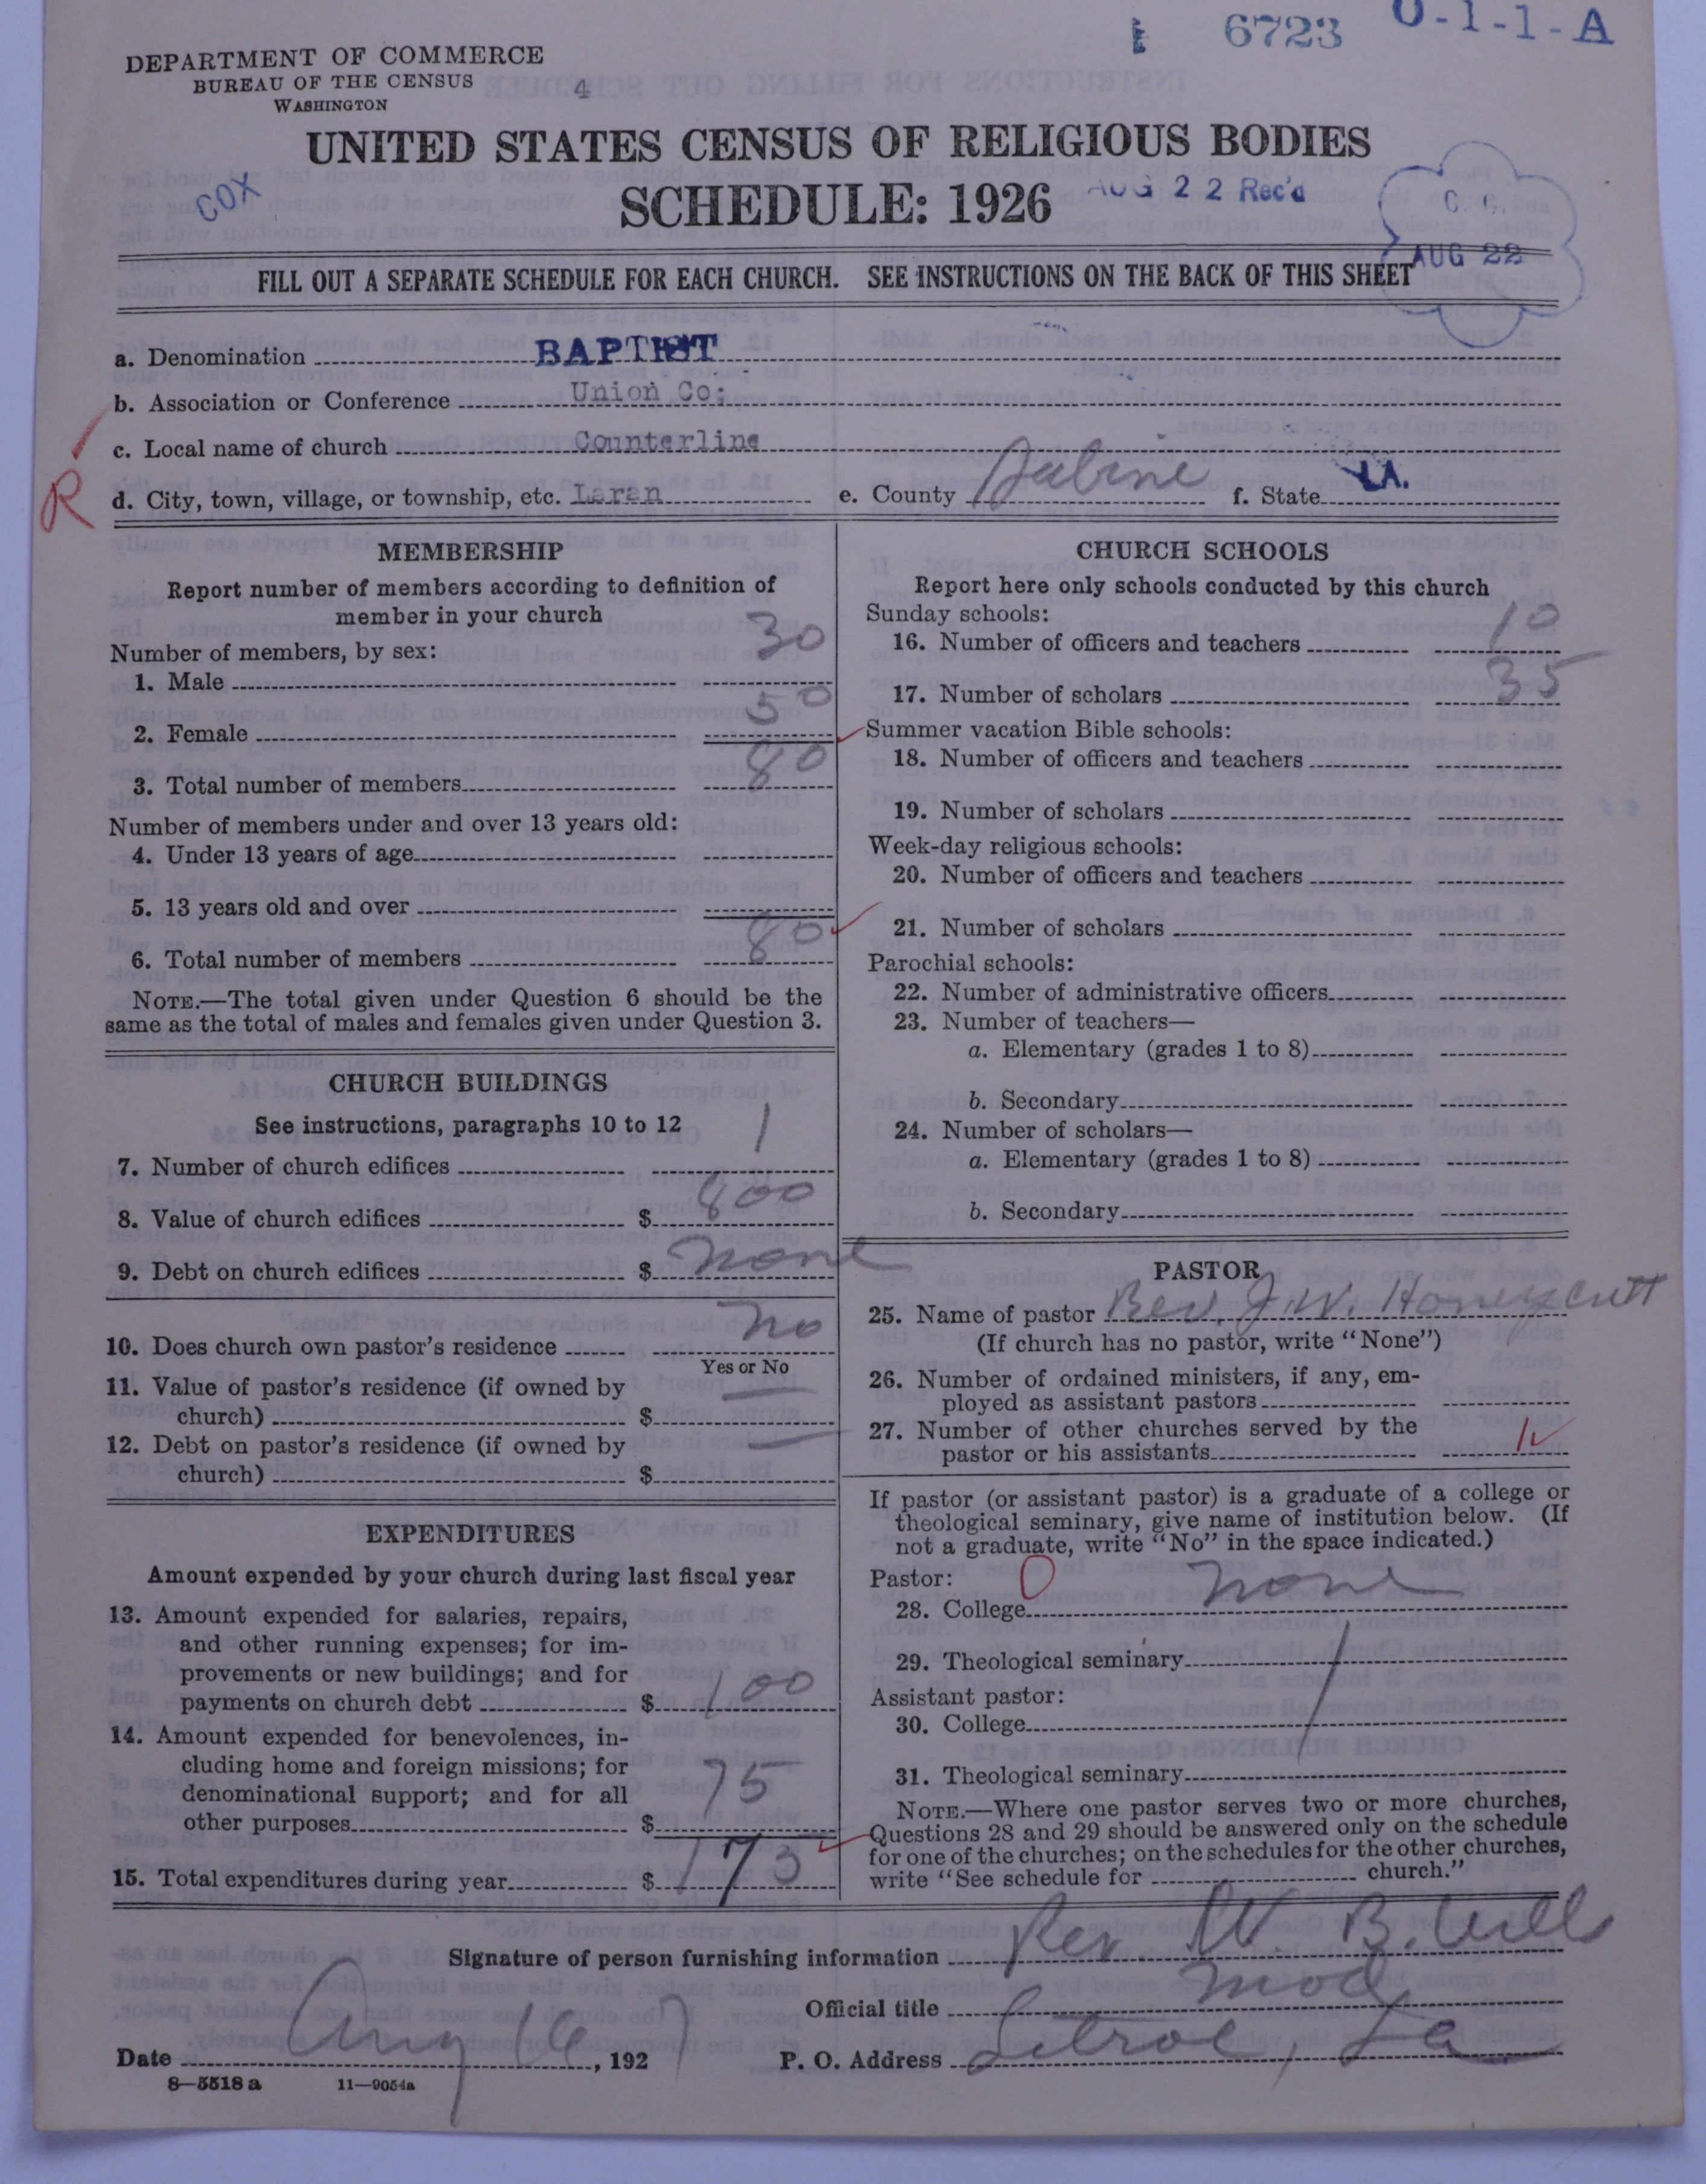 6723 O-1-1-A
DEPARTMENT OF COMMERCE
BUREAU OF THE CENSUS
WASHINGTON
4
UNITED STATES CENSUS OF RELIGIOUS BODIES
COX
SCHEDULE: 1926
AUG 22 Rec'd
C. C.
AUG 22
FILL OUT A SEPARATE SCHEDULE FOR EACH CHURCH. SEE INSTRUCTIONS ON THE BACK OF THIS SHEET
a. Denomination BAPTIST
b. Association or Conference Union Co:
c. Local name of church Counterline
R
d. City, town, village, or township, etc. Laran e. County Sabine f. State LA.
MEMBERSHIP
Report number of members according to definition of
member in your church
Number of members, by sex:
1. Male 30
2. Female 50
3. Total number of members 80
Number of members under and over 13 years old:
4. Under 13 years of age
5. 13 years old and over
6. Total number of members 80
NOTE.—The total given under Question 6 should be the
same as the total of males and females given under Question 3.
CHURCH BUILDINGS
See instructions, paragraphs 10 to 12
7. Number of church edifices 1
8. Value of church edifices $ 800
9. Debt on church edifices $ none
10. Does church own pastor's residence no
Yes or No
11. Value of pastor's residence (if owned by
church) $
12. Debt on pastor's residence (if owned by
church) $
EXPENDITURES
Amount expended by your church during last fiscal year
13. Amount expended for salaries, repairs,
and other running expenses; for im-
provements or new buildings; and for
payments on church debt $ 100
14. Amount expended for benevolences, in-
cluding home and foreign missions; for
denominational support; and for all
other purposes $ 75
15. Total expenditures during year $ 175
CHURCH SCHOOLS
Report here only schools conducted by this church
Sunday schools:
16. Number of officers and teachers 10
17. Number of scholars 35
Summer vacation Bible schools:
18. Number of officers and teachers
19. Number of scholars
Week-day religious schools:
20. Number of officers and teachers
21. Number of scholars
Parochial schools:
22. Number of administrative officers
23. Number of teachers—
a. Elementary (grades 1 to 8)
b. Secondary
24. Number of scholars—
a. Elementary (grades 1 to 8)
b. Secondary
PASTOR
25. Name of pastor Rev. J. W. Honeycutt
(If church has no pastor, write "None")
26. Number of ordained ministers, if any, em-
ployed as assistant pastors
27. Number of other churches served by the
pastor or his assistants
If pastor (or assistant pastor) is a graduate of a college or
theological seminary, give name of institution below. (If
not a graduate, write "No" in the space indicated.)
Pastor: 0
28. College none
29. Theological seminary
Assistant pastor:
30. College
31. Theological seminary
NOTE.—Where one pastor serves two or more churches,
Questions 28 and 29 should be answered only on the schedule
for one of the churches; on the schedules for the other churches,
write "See schedule for church."
Signature of person furnishing information Rev W B.
Official title Mod
Date Aug 16, 1927 P. O. Address La
8—5518 a 11—9054a